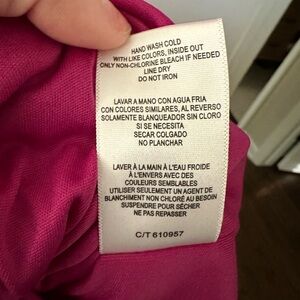 HAND WASH COLD
WITH LIKE COLORS, INSIDE OUT
ONLY NON-CHLORINE BLEACH IF NEEDED
LINE DRY
DO NOT IRON
LAVAR A MANO CON AGUA FRIA
CON COLORES SIMILARES, AL REVERSO
SOLAMENTE BLANQUEADOR SIN CLORO
SI SE NECESITA
SECAR COLGADO
NO PLANCHAR
LAVER À LA MAIN À L'EAU FROIDE
À L'ENVERS AVEC DES
COULEURS SEMBLABLES
UTILISER SEULEMENT UN AGENT DE
BLANCHIMENT NON CHLORÉ AU BESOIN
SUSPENDRE POUR SÉCHER
NE PAS REPASSER
C/T 610957